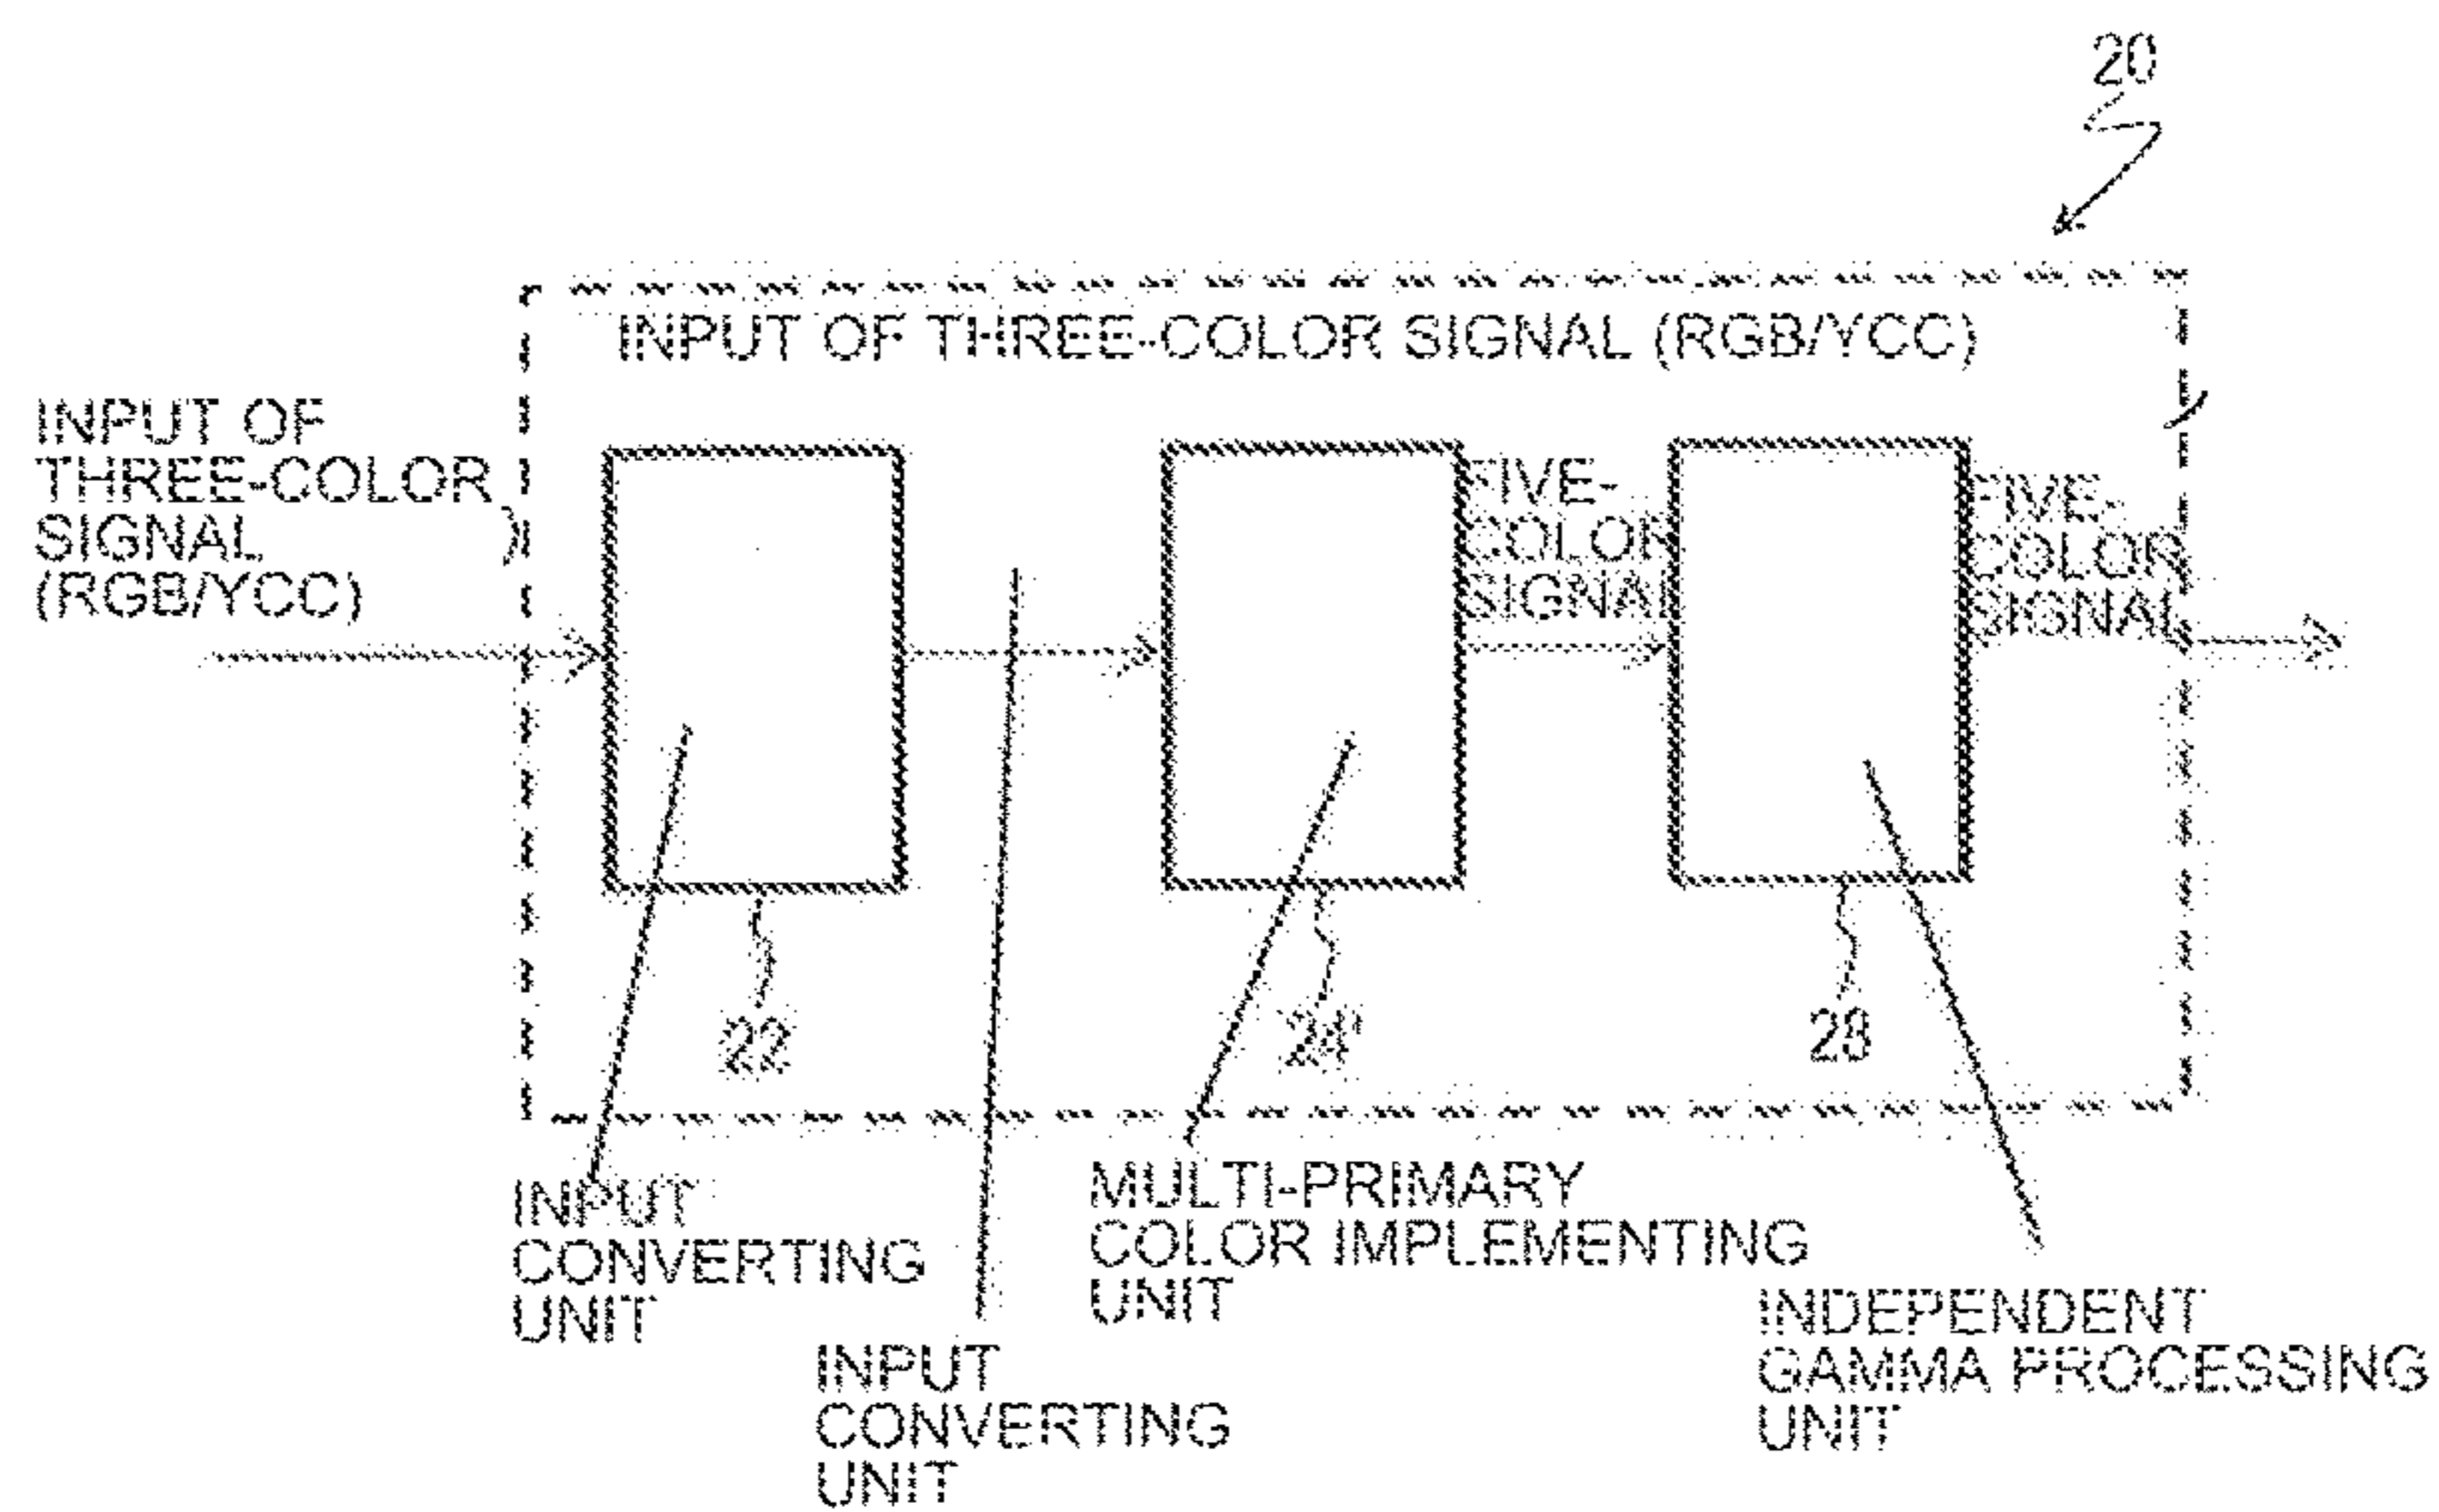 20
INPUT OF THREE-COLOR SIGNAL (RGB/YCC)
INPUT OF
THREE-COLOR
SIGNAL
(RGB/YCC)
FIVE-
COLOR
SIGNAL
FIVE-
COLOR
SIGNAL
22
24
28
INPUT
CONVERTING
UNIT
INPUT
CONVERTING
UNIT
MULTI-PRIMARY
COLOR IMPLEMENTING
UNIT
INDEPENDENT
GAMMA PROCESSING
UNIT